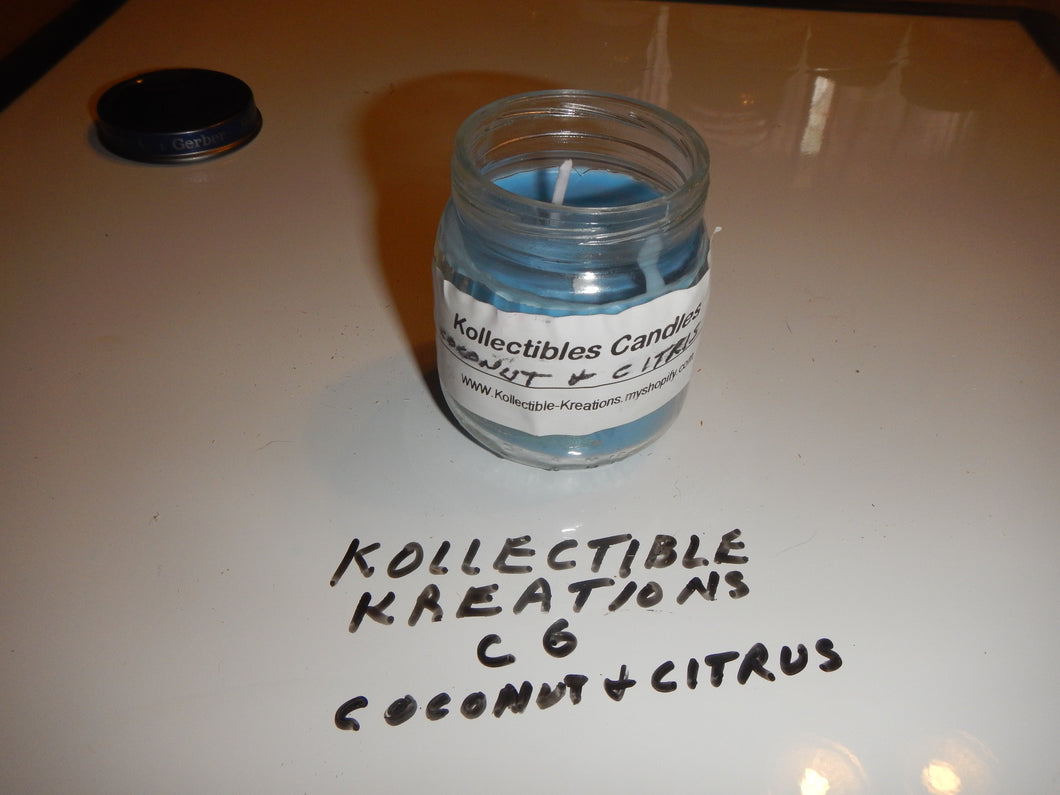 Gerber
Kollectibles Candles
COCONUT & CITRUS
www.Kollectible-Kreations.myshopify.com
KOLLECTIBLE
KREATIONS
C6
COCONUT & CITRUS